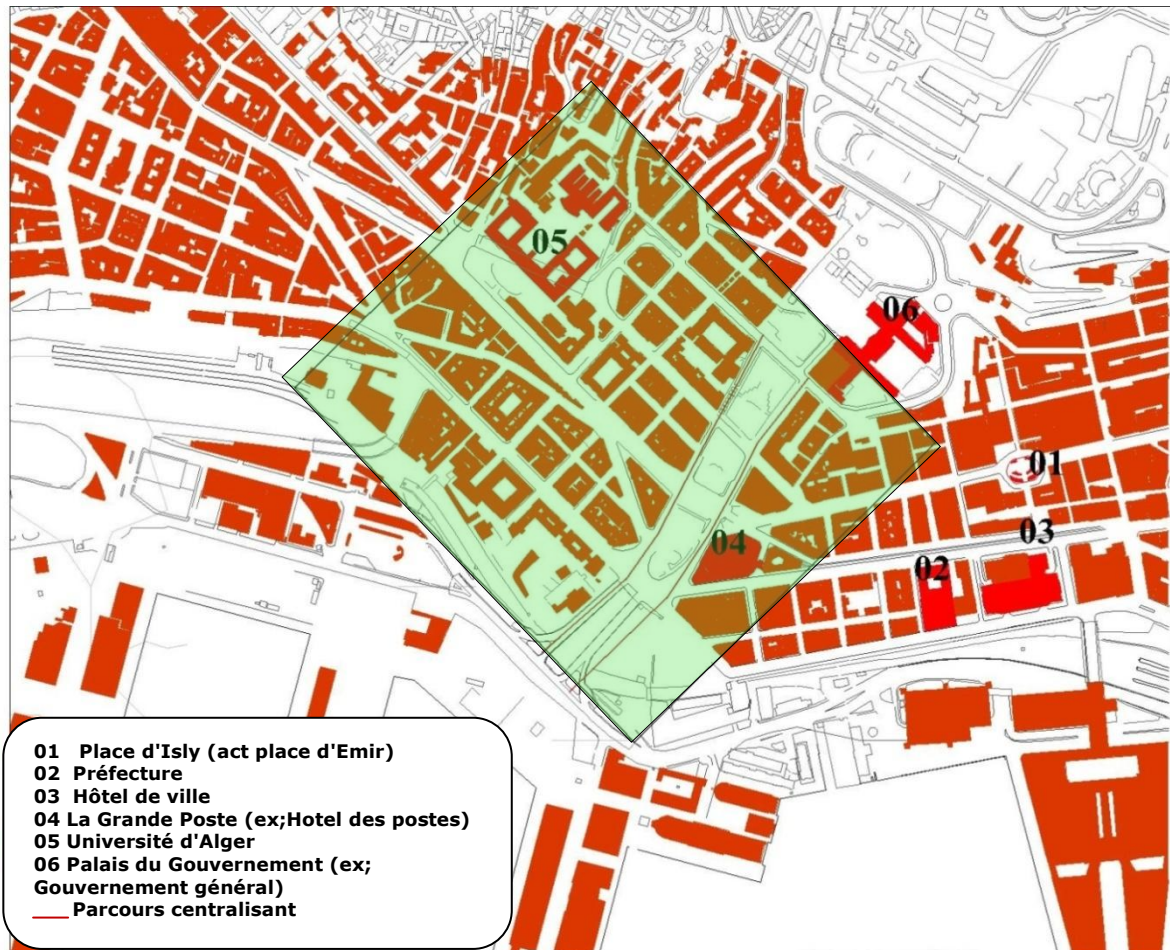 05
06
01
04
03
02
01 Place d'Isly (act place d'Emir)
02 Préfecture
03 Hôtel de ville
04 La Grande Poste (ex;Hotel des postes)
05 Université d'Alger
06 Palais du Gouvernement (ex;
Gouvernement général)
Parcours centralisant